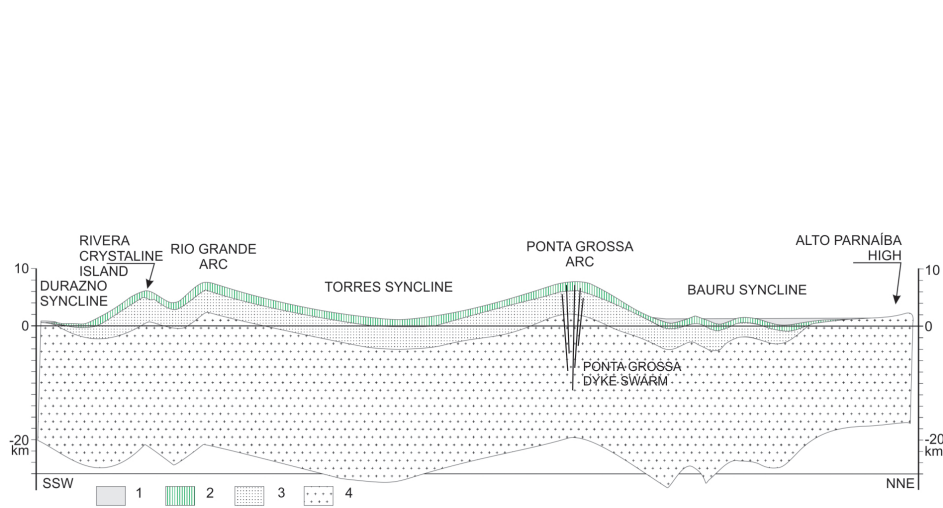 RIVERA
CRYSTALINE
ISLAND
RIO GRANDE
ARC
PONTA GROSSA
ARC
ALTO PARNAÍBA
HIGH
DURAZNO
SYNCLINE
TORRES SYNCLINE
BAURU SYNCLINE
10
10
0
0
PONTA GROSSA
DYKE SWARM
-20
km
-20
km
SSW
NNE
1
2
3
4